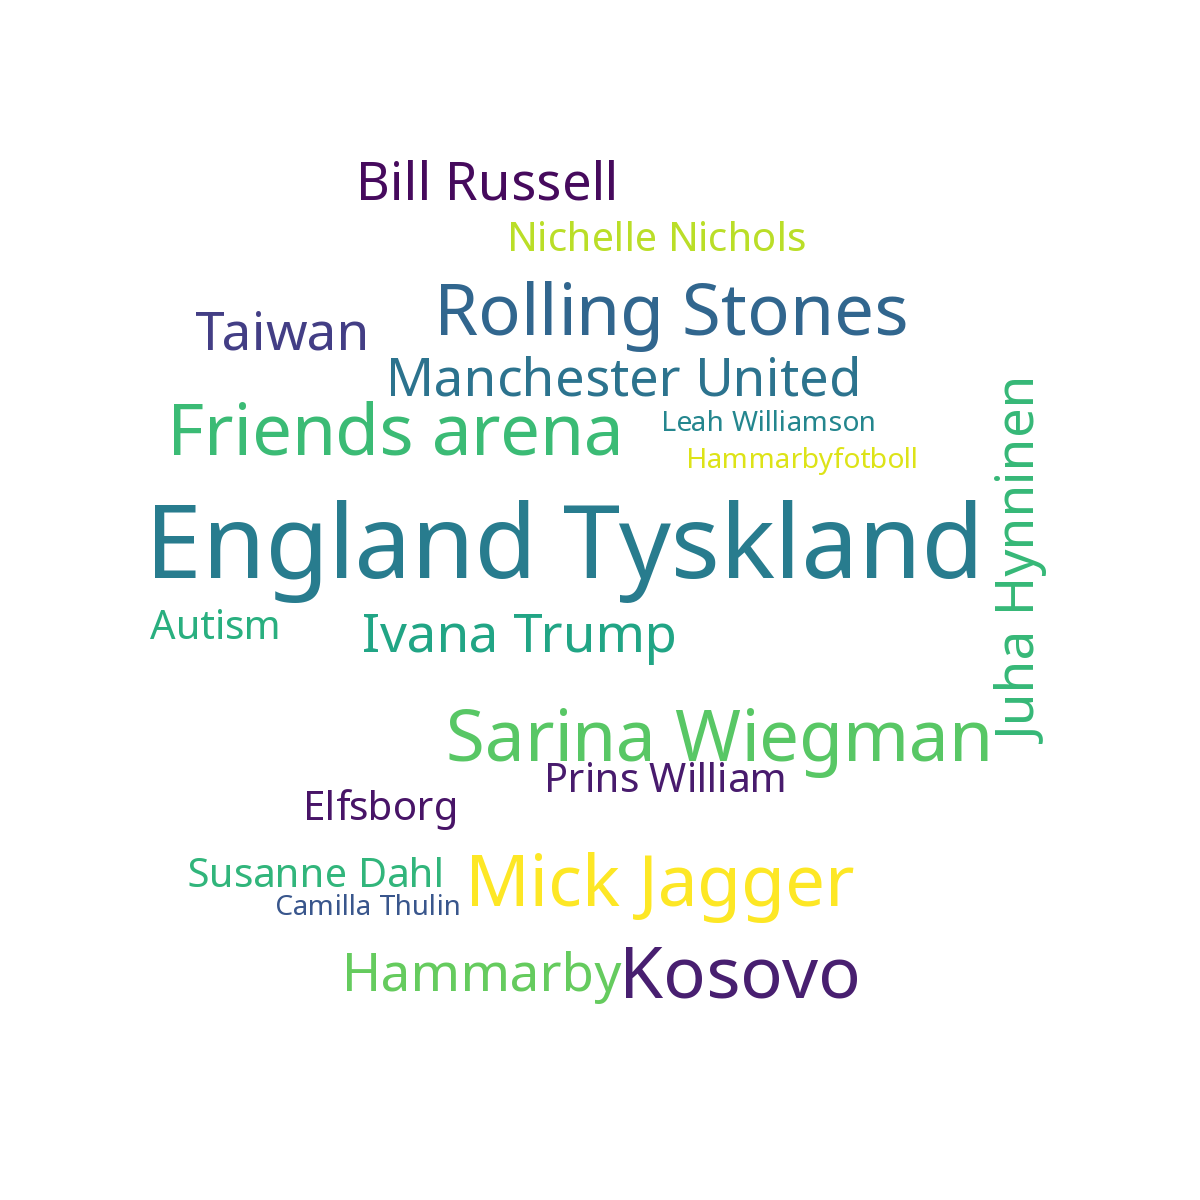 Bill Russell
Nichelle Nichols
Rolling Stones
Taiwan
Manchester United
Friends arena
Leah Williamson
Hammarbyfotboll
England Tyskland
Juha Hynninen
Autism
Ivana Trump
Sarina Wiegman
Prins William
Elfsborg
Susanne Dahl
Mick Jagger
Camilla Thulin
Hammarby
Kosovo